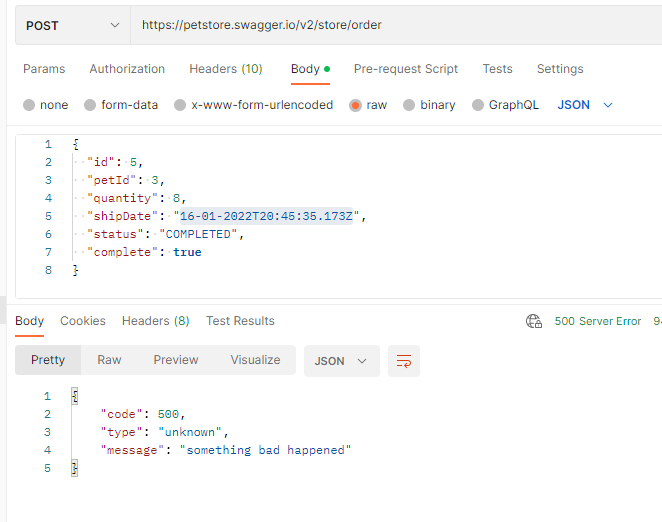 POST https://petstore.swagger.io/v2/store/order
Params Authorization Headers (10) Body Pre-request Script Tests Settings
none form-data x-www-form-urlencoded raw binary GraphQL JSON
1 {
2 "id": 5,
3 "petId": 3,
4 "quantity": 8,
5 "shipDate": "16-01-2022T20:45:35.173Z",
6 "status": "COMPLETED",
7 "complete": true
8 }
Body Cookies Headers (8) Test Results 500 Server Error
Pretty Raw Preview Visualize JSON
1 {
2 "code": 500,
3 "type": "unknown",
4 "message": "something bad happened"
5 }